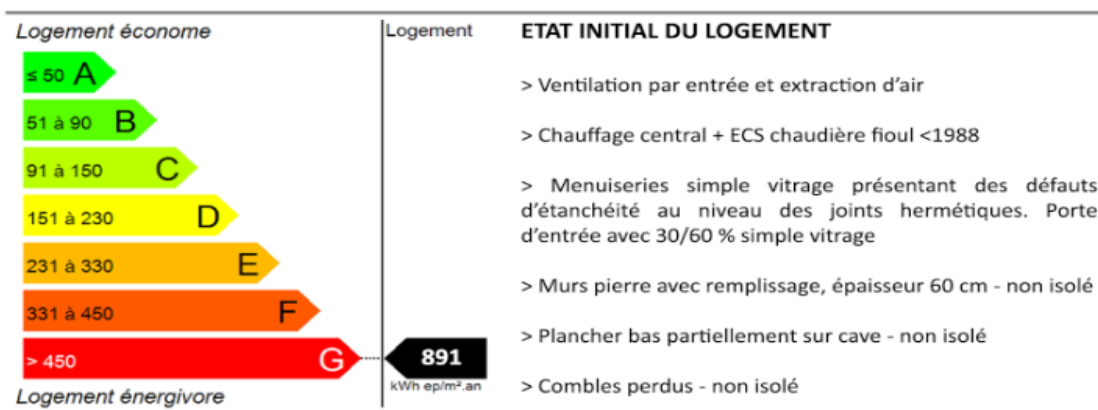 Logement économe
≤ 50 A
51 à 90 B
91 à 150 C
151 à 230 D
231 à 330 E
331 à 450 F
> 450 G
Logement énergivore
Logement
891
kWh ep/m².an
ETAT INITIAL DU LOGEMENT
> Ventilation par entrée et extraction d’air
> Chauffage central + ECS chaudière fioul <1988
> Menuiseries simple vitrage présentant des défauts
d’étanchéité au niveau des joints hermétiques. Porte
d’entrée avec 30/60 % simple vitrage
> Murs pierre avec remplissage, épaisseur 60 cm - non isolé
> Plancher bas partiellement sur cave - non isolé
> Combles perdus - non isolé